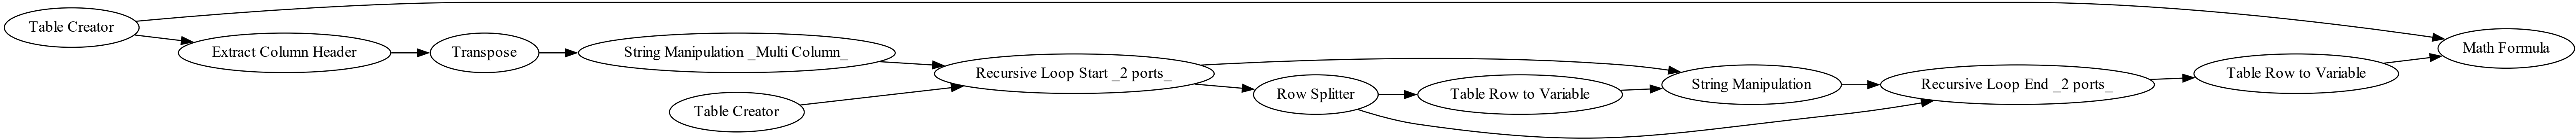 Table Creator
Extract Column Header
Transpose
String Manipulation _Multi Column_
Table Creator
Recursive Loop Start _2 ports_
Row Splitter
Table Row to Variable
String Manipulation
Recursive Loop End _2 ports_
Table Row to Variable
Math Formula